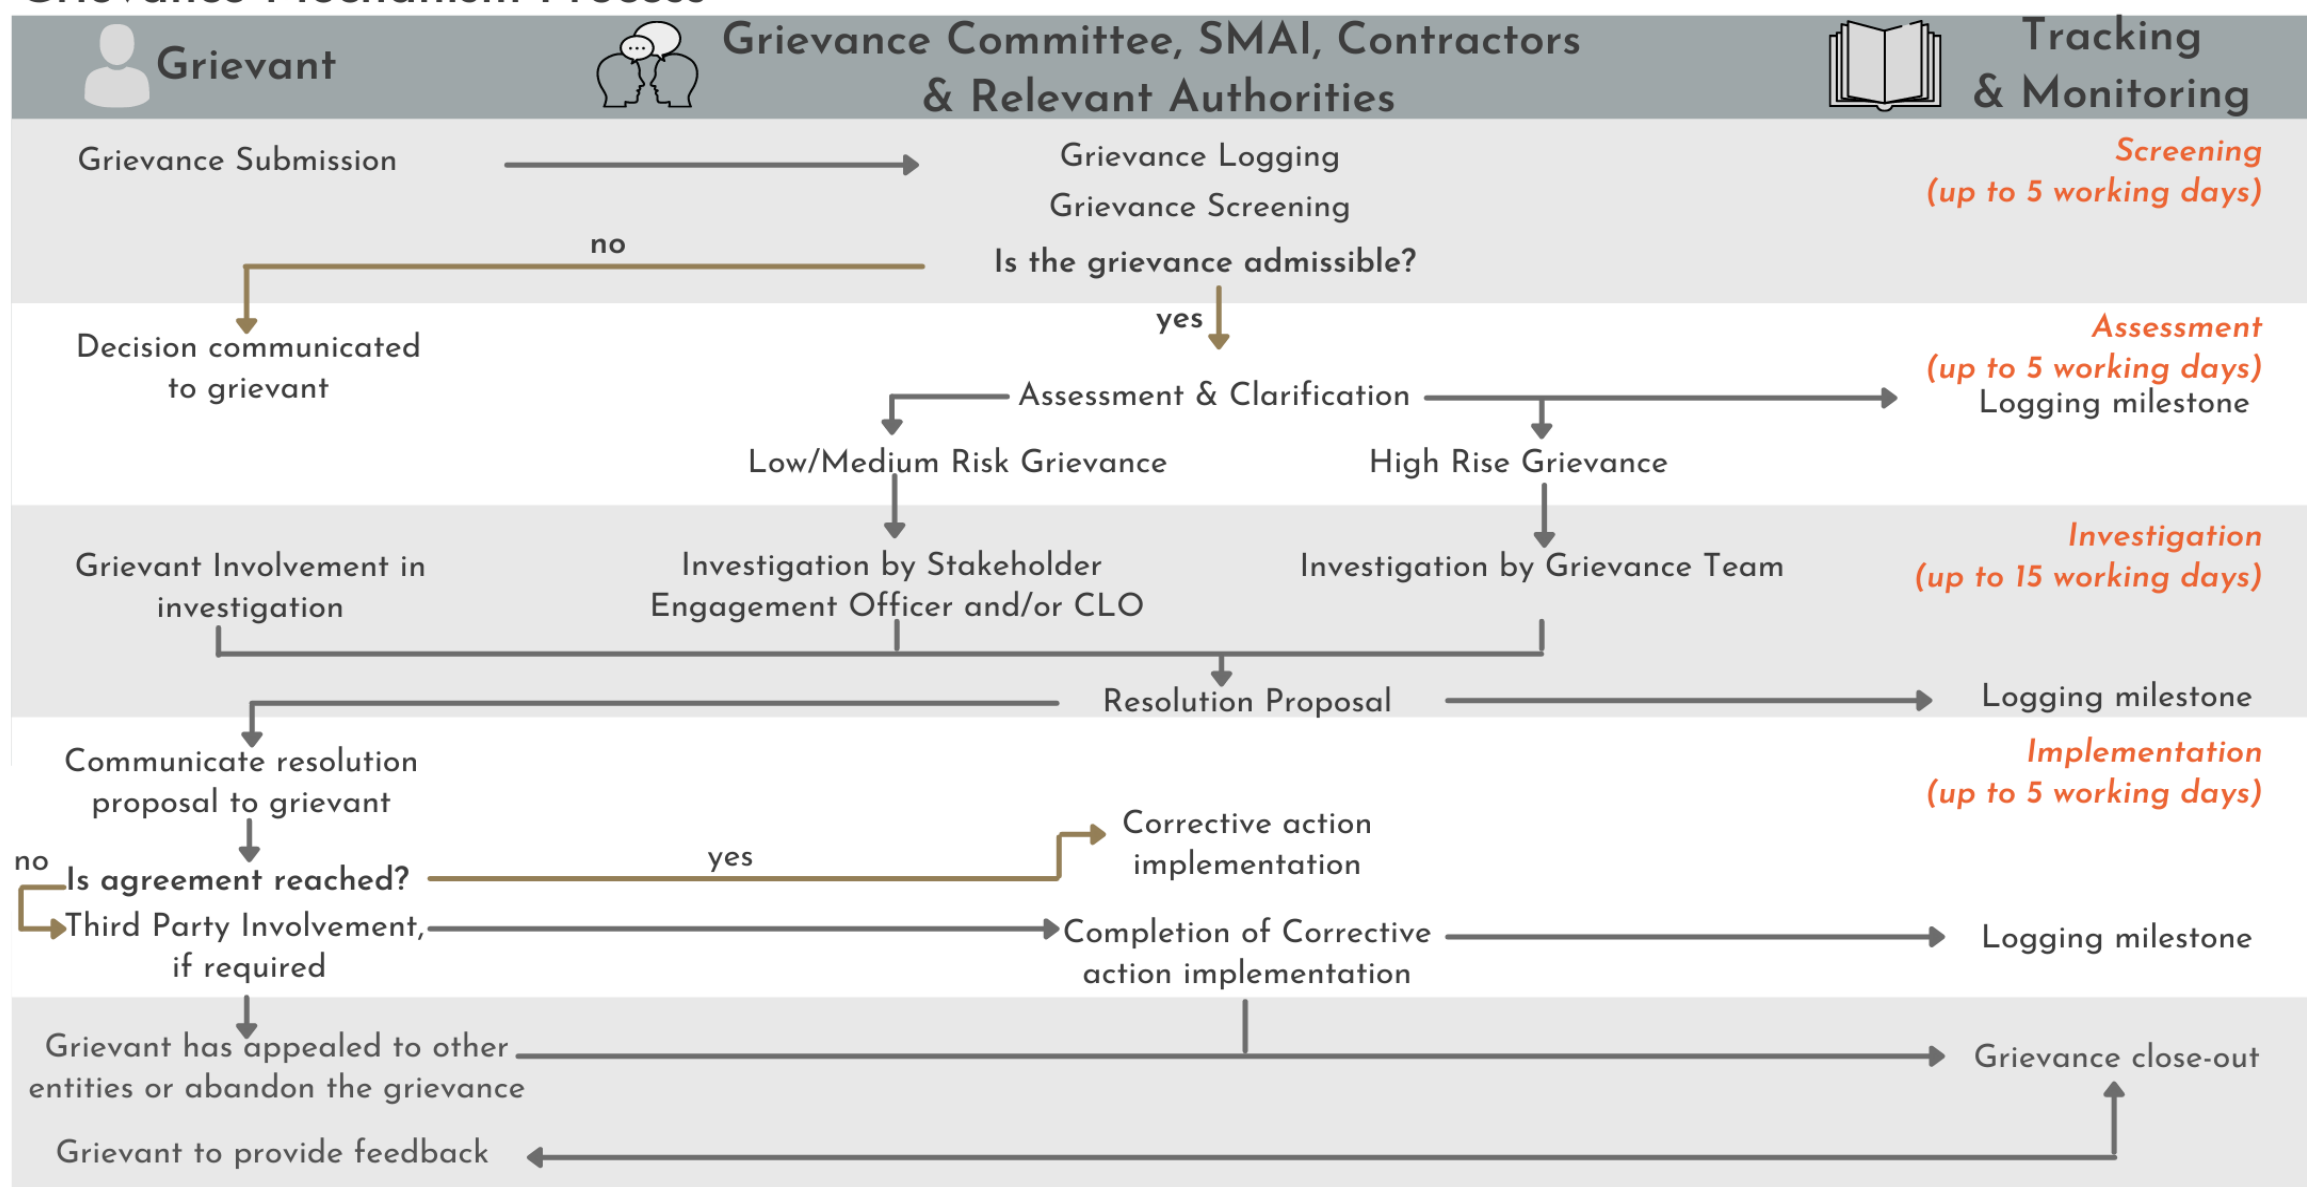 Grievance Mechanism Process
Grievant
Grievance Committee, SMAI, Contractors
& Relevant Authorities
Tracking
& Monitoring
Grievance Submission
Grievance Logging
Grievance Screening
Is the grievance admissible?
Screening
(up to 5 working days)
no
yes
Decision communicated
to grievant
Assessment
(up to 5 working days)
Assessment & Clarification
Logging milestone
Low/Medium Risk Grievance
High Rise Grievance
Grievant Involvement in
investigation
Investigation by Stakeholder
Engagement Officer and/or CLO
Investigation by Grievance Team
Investigation
(up to 15 working days)
Resolution Proposal
Logging milestone
Communicate resolution
proposal to grievant
Implementation
(up to 5 working days)
no
Is agreement reached?
yes
Corrective action
implementation
Third Party Involvement,
if required
Completion of Corrective
action implementation
Logging milestone
Grievant has appealed to other
entities or abandon the grievance
Grievance close-out
Grievant to provide feedback